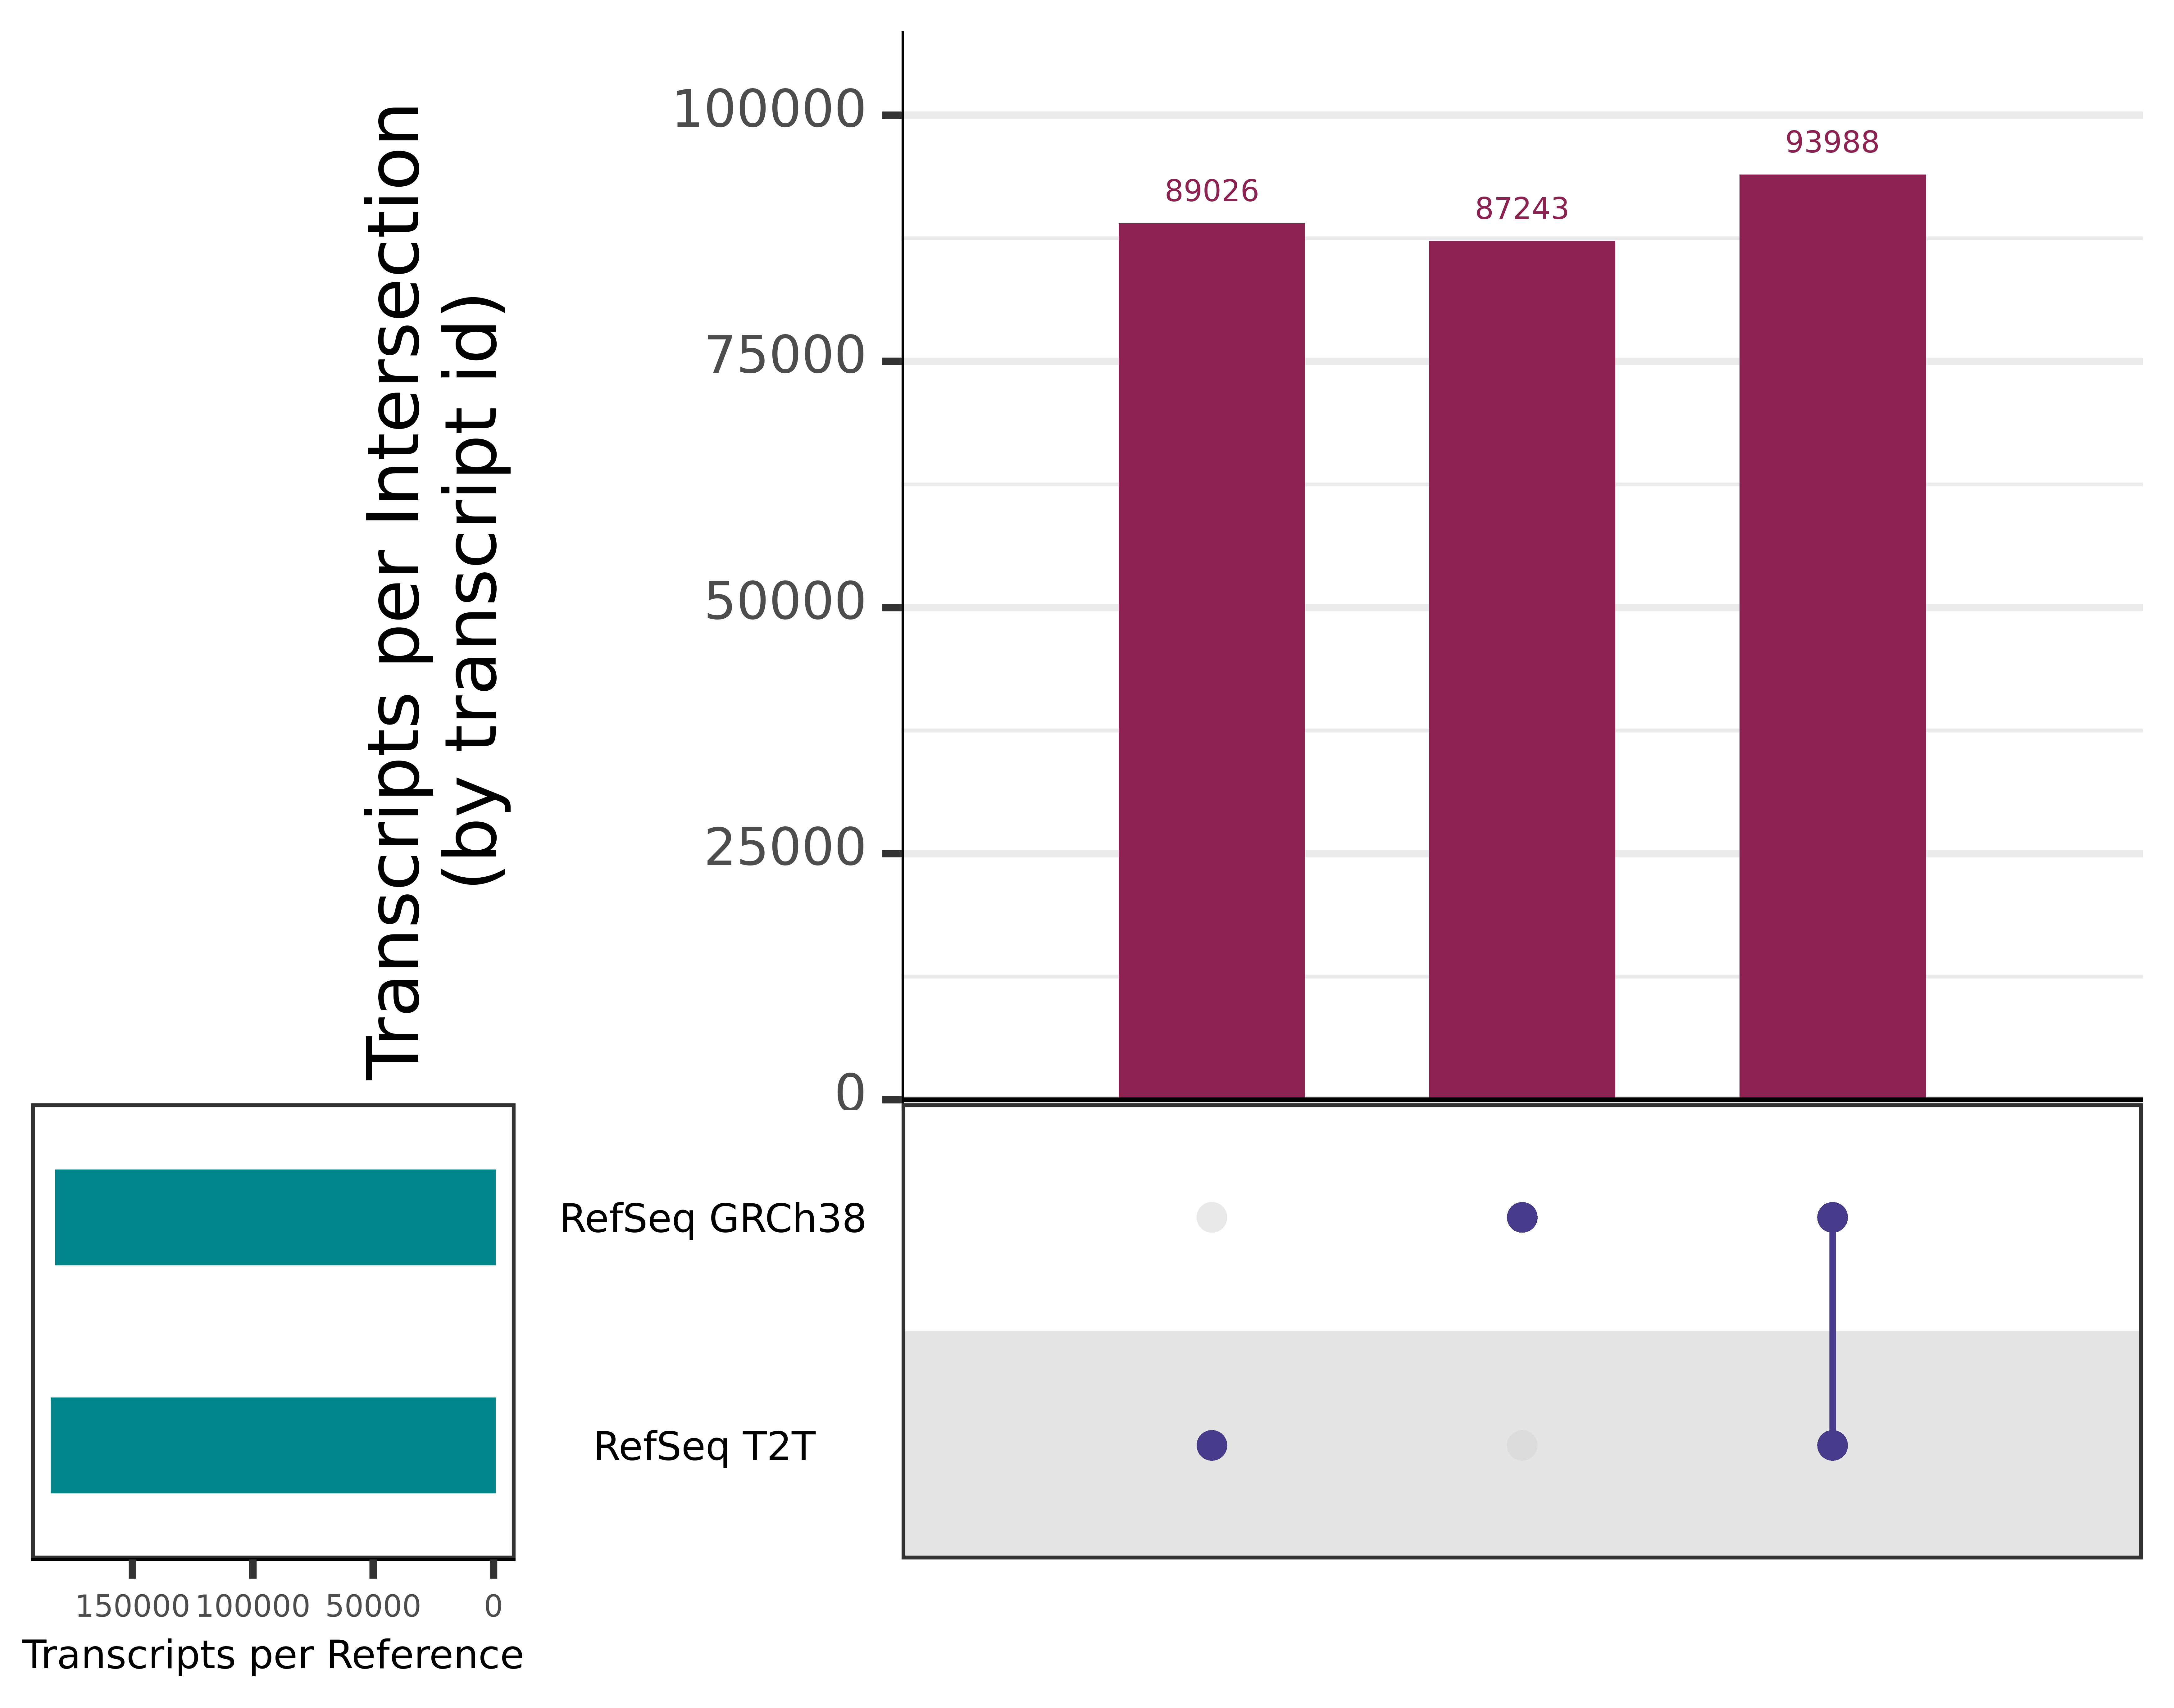 Transcripts per Intersection
(by transcript id)
100000
75000
50000
25000
0
89026
87243
93988
RefSeq GRCh38
RefSeq T2T
150000 100000 50000 0
Transcripts per Reference